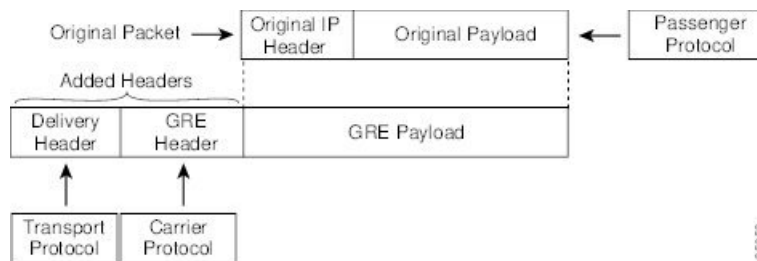 Original Packet
Original IP
Header
Original Payload
Passenger
Protocol
Added Headers
Delivery
Header
GRE
Header
GRE Payload
Transport
Protocol
Carrier
Protocol